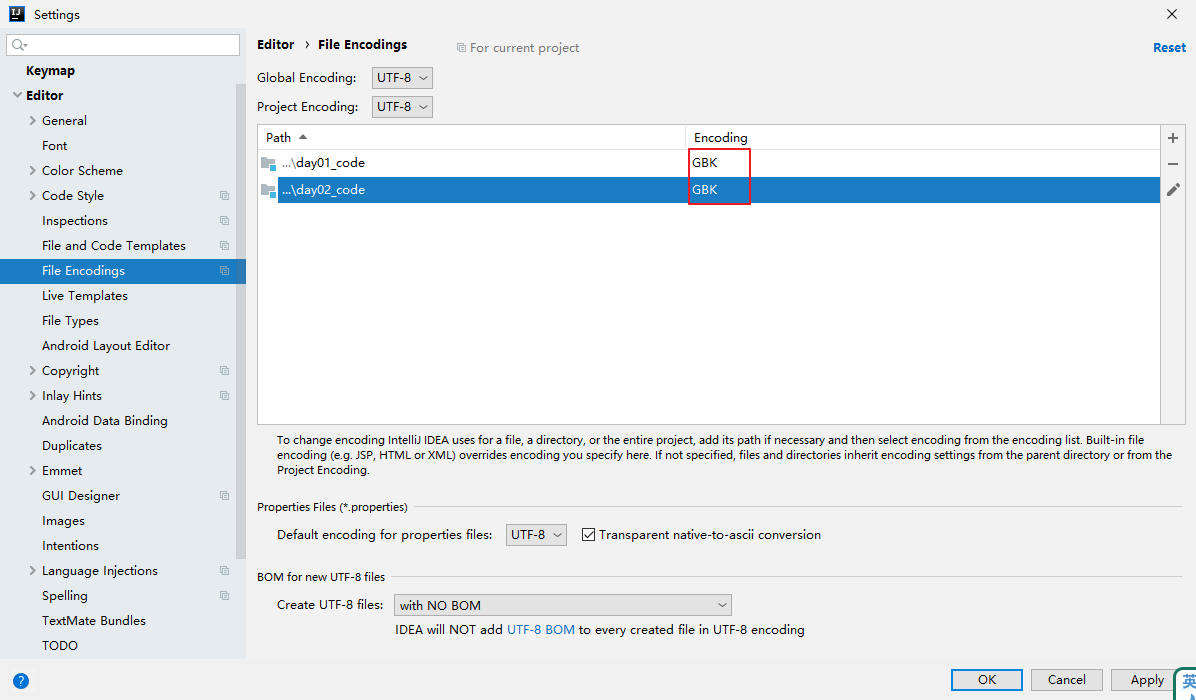 Settings
Keymap
Editor
General
Font
Color Scheme
Code Style
Inspections
File and Code Templates
File Encodings
Live Templates
File Types
Android Layout Editor
Copyright
Inlay Hints
Android Data Binding
Duplicates
Emmet
GUI Designer
Images
Intentions
Language Injections
Spelling
TextMate Bundles
TODO
Editor › File Encodings
For current project
Reset
Global Encoding: UTF-8
Project Encoding: UTF-8
Path Encoding
...\day01_code GBK
...\day02_code GBK
To change encoding IntelliJ IDEA uses for a file, a directory, or the entire project, add its path if necessary and then select encoding from the encoding list. Built-in file
encoding (e.g. JSP, HTML or XML) overrides encoding you specify here. If not specified, files and directories inherit encoding settings from the parent directory or from the
Project Encoding.
Properties Files (*.properties)
Default encoding for properties files: UTF-8 Transparent native-to-ascii conversion
BOM for new UTF-8 files
Create UTF-8 files: with NO BOM
IDEA will NOT add UTF-8 BOM to every created file in UTF-8 encoding
? OK Cancel Apply
英